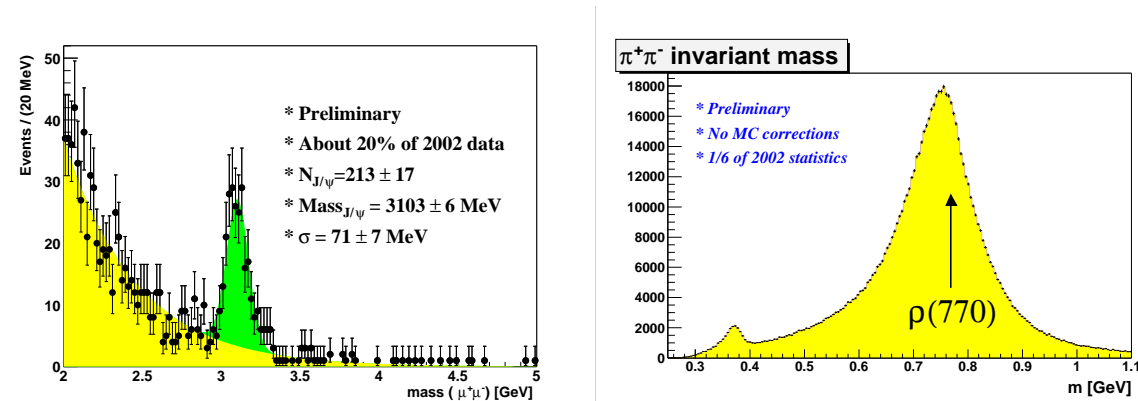 50
40
30
20
10
0
Events / (20 MeV)
* Preliminary
* About 20% of 2002 data
* N_J/ψ=213 ± 17
* Mass_J/ψ = 3103 ± 6 MeV
* σ = 71 ± 7 MeV
2 2.5 3 3.5 4 4.5 5
mass ( μ⁺μ⁻) [GeV]
π⁺π⁻ invariant mass
18000
16000
14000
12000
10000
8000
6000
4000
2000
0
* Preliminary
* No MC corrections
* 1/6 of 2002 statistics
ρ(770)
0.3 0.4 0.5 0.6 0.7 0.8 0.9 1 1.1
m [GeV]